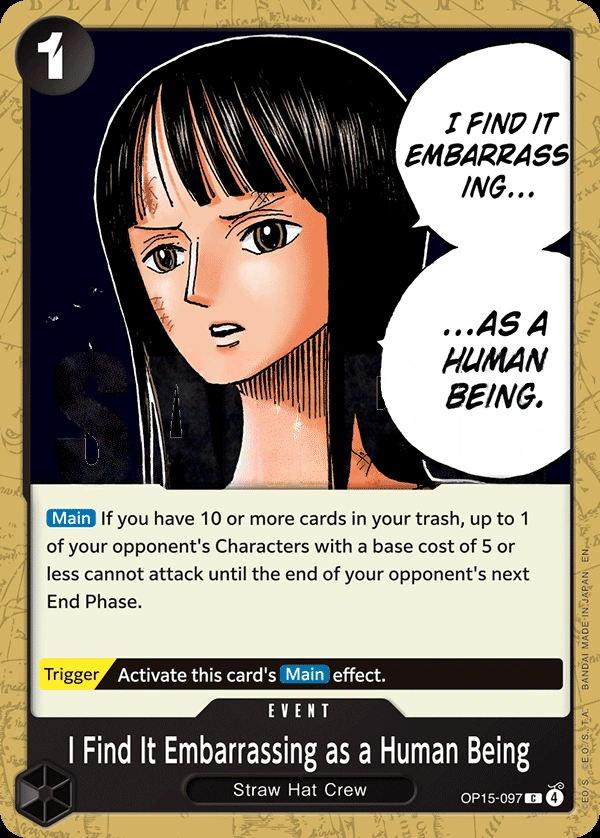 1
I FIND IT
EMBARRASS
ING...
...AS A
HUMAN
BEING.
Main If you have 10 or more cards in your trash, up to 1
of your opponent's Characters with a base cost of 5 or
less cannot attack until the end of your opponent's next
End Phase.
Trigger Activate this card's Main effect.
EVENT
I Find It Embarrassing as a Human Being
Straw Hat Crew
OP15-097 C 4
©E.O.S. ©E.O.S.,T.A. BANDAI MADE IN JAPAN EN